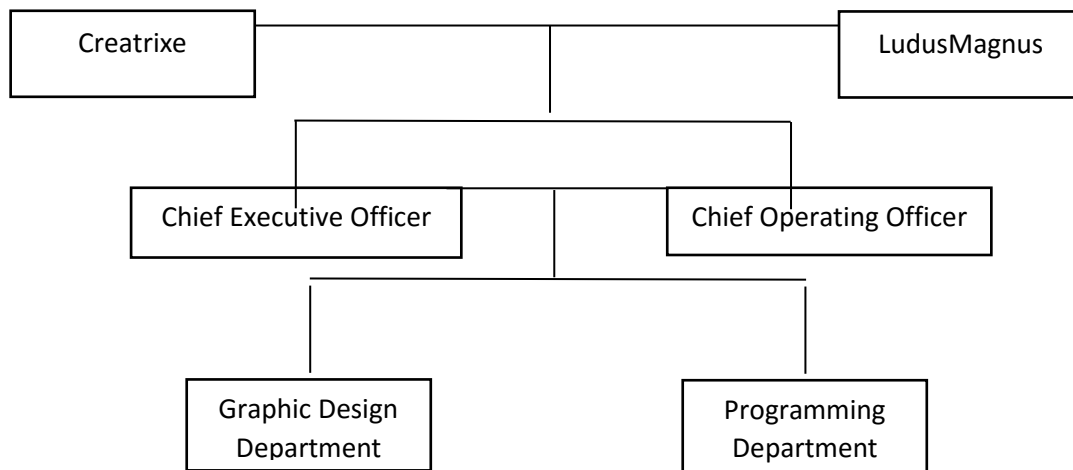 Creatrixe
LudusMagnus
Chief Executive Officer
Chief Operating Officer
Graphic Design
Department
Programming
Department